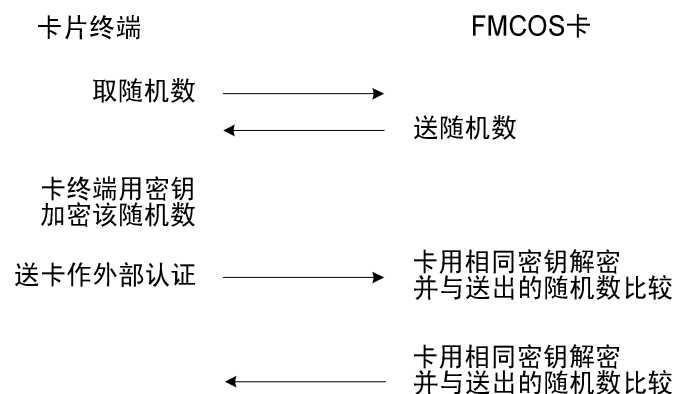 卡片终端
FMCOS卡
取随机数
送随机数
卡终端用密钥
加密该随机数
送卡作外部认证
卡用相同密钥解密
并与送出的随机数比较
卡用相同密钥解密
并与送出的随机数比较